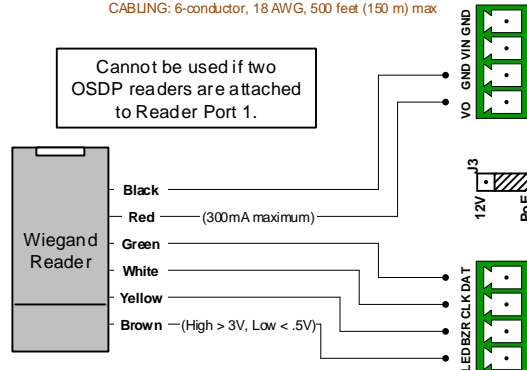 CABLING: 6-conductor, 18 AWG, 500 feet (150 m) max
Cannot be used if two
OSDP readers are attached
to Reader Port 1.
VO GND VIN GND
Black
Red (300mA maximum)
J3
12V PoE
Wiegand
Reader
Green
White
Yellow
Brown (High > 3V, Low < .5V)
LED BZR CLK DAT